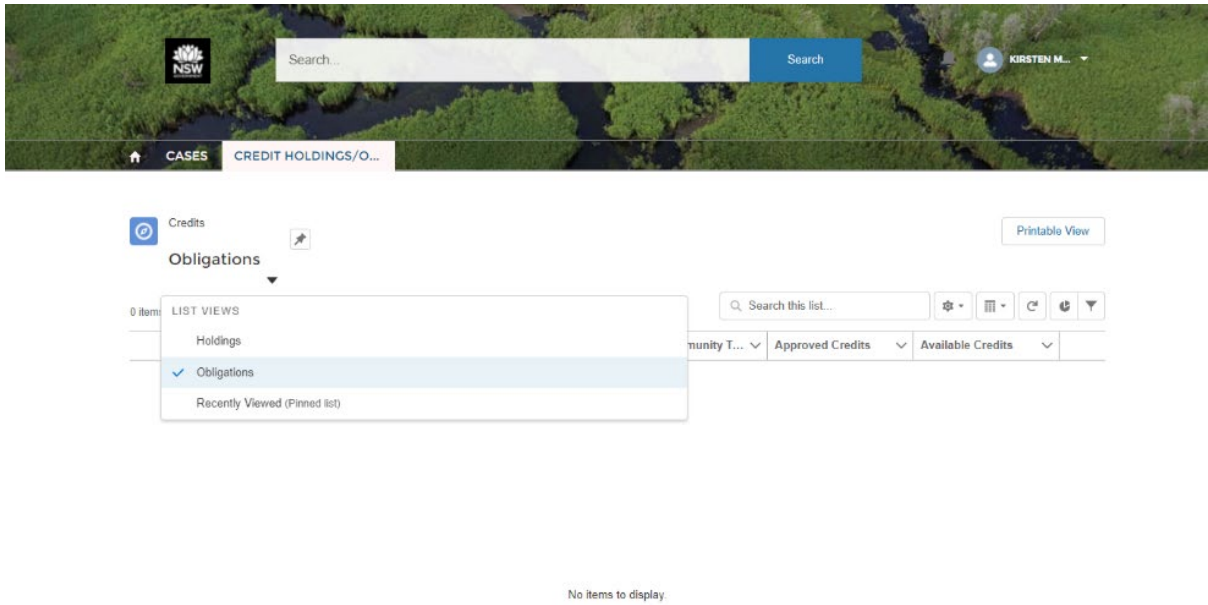 NSW
Search...
Search
KIRSTEN M...
CASES
CREDIT HOLDINGS/O...
Credits
Printable View
Obligations
0 item
LIST VIEWS
Search this list...
Holdings
munity T...
Approved Credits
Available Credits
Obligations
Recently Viewed (Pinned list)
No items to display.